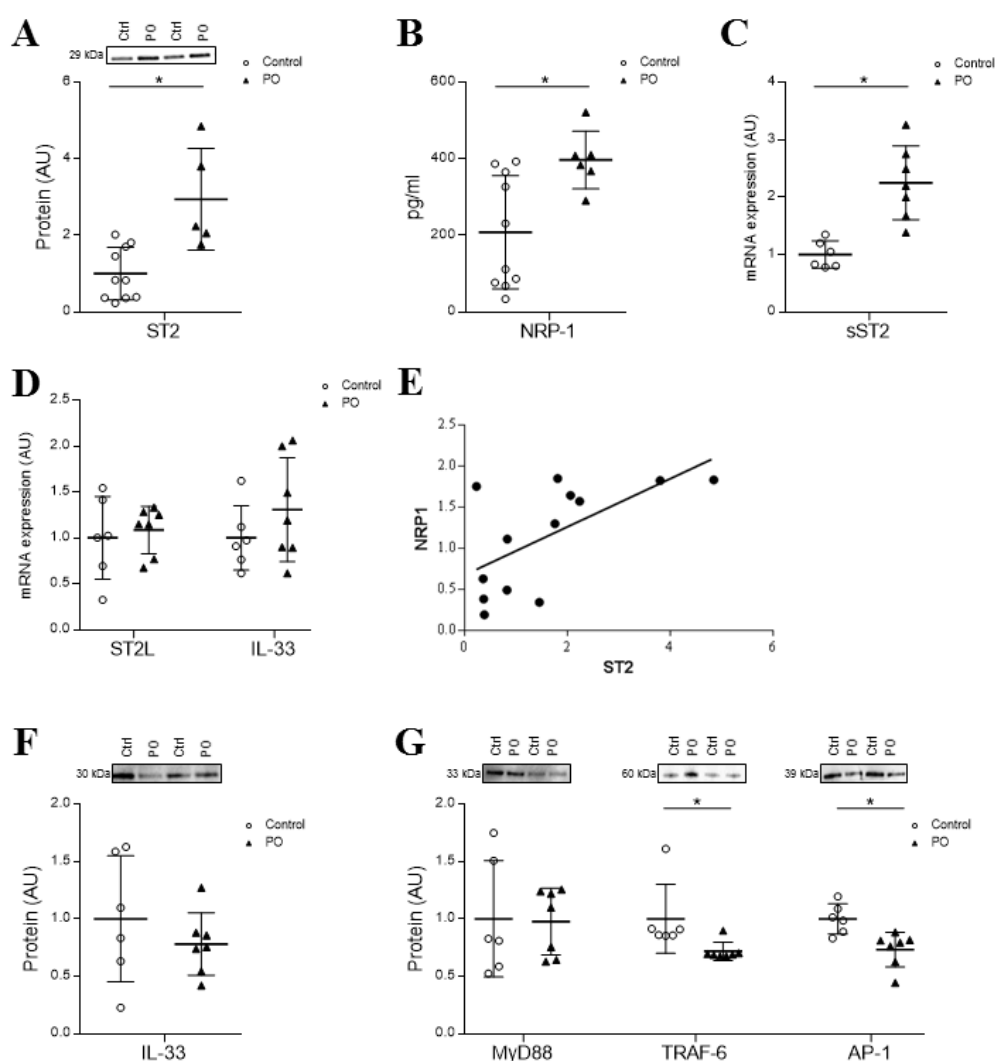 A
Ctrl PO Ctrl PO
29 kDa
Control
PO
*
6
4
2
0
Protein (AU)
ST2
B
Control
PO
*
600
400
200
0
pg/ml
NRP-1
C
Control
PO
*
4
3
2
1
0
mRNA expression (AU)
sST2
D
Control
PO
2.5
2.0
1.5
1.0
0.5
0.0
mRNA expression (AU)
ST2L IL-33
E
2.5
2.0
1.5
1.0
0.5
0.0
NRP1
0 2 4 6
ST2
F
Ctrl PO Ctrl PO
30 kDa
Control
PO
2.0
1.5
1.0
0.5
0.0
Protein (AU)
IL-33
G
Ctrl PO Ctrl PO
33 kDa
Ctrl PO Ctrl PO
60 kDa
Ctrl PO Ctrl PO
39 kDa
* *
Control
PO
2.0
1.5
1.0
0.5
0.0
Protein (AU)
MyD88 TRAF-6 AP-1